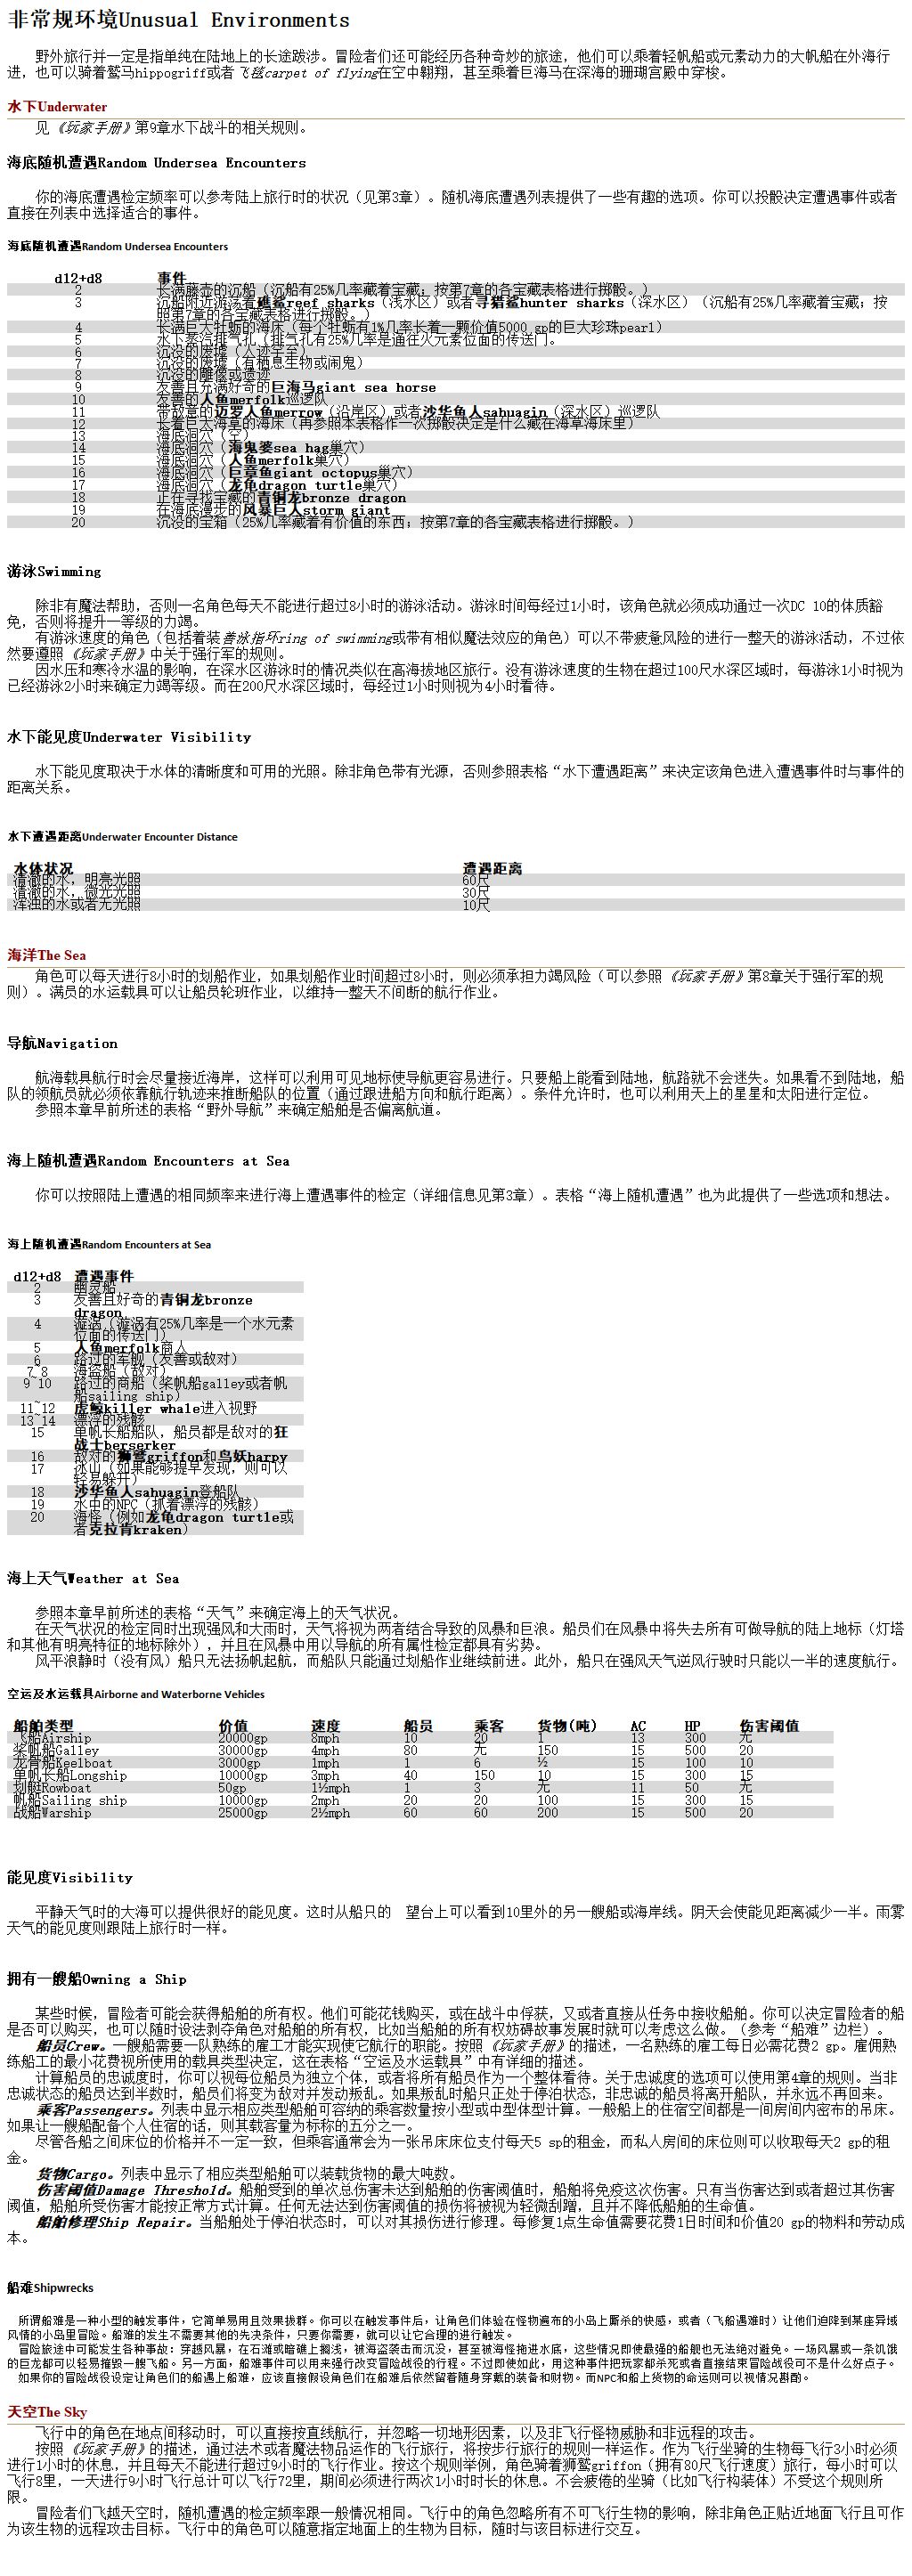 非常规环境Unusual Environments
野外旅行并一定是指单纯在陆地上的长途跋涉。冒险者们还可能经历各种奇妙的旅途，他们可以乘着轻帆船或元素动力的大帆船在外海行
进，也可以骑着鹫马hippogriff或者飞毯carpet of flying在空中翱翔，甚至乘着巨海马在深海的珊瑚宫殿中穿梭。
水下Underwater
见《玩家手册》第9章水下战斗的相关规则。
海底随机遭遇Random Undersea Encounters
你的海底遭遇检定频率可以参考陆上旅行时的状况（见第3章）。随机海底遭遇列表提供了一些有趣的选项。你可以投骰决定遭遇事件或者
直接在列表中选择适合的事件。
海底随机遭遇Random Undersea Encounters
d12+d8 事件
2 长满藤壶的沉船（沉船有25%几率藏着宝藏；按第7章的各宝藏表格进行掷骰。）
3 沉船附近游荡着礁鲨reef sharks（浅水区）或者寻猎鲨hunter sharks（深水区）（沉船有25%几率藏着宝藏；按
照第7章的各宝藏表格进行掷骰。）
4 长满巨大牡蛎的海床（每个牡蛎有1%几率长着一颗价值5000 gp的巨大珍珠pearl）
5 水下蒸汽排气孔（排气孔有25%几率是通往火元素位面的传送门。
6 沉没的废墟（人迹罕至）
7 沉没的废墟（有栖息生物或闹鬼）
8 沉没的雕像或遗迹
9 友善且充满好奇的巨海马giant sea horse
10 友善的人鱼merfolk巡逻队
11 带敌意的迈罗人鱼merrow（沿岸区）或者沙华鱼人sahuagin（深水区）巡逻队
12 长着巨大海草的海床（再参照本表格作一次掷骰决定是什么藏在海草海床里）
13 海底洞穴（空）
14 海底洞穴（海鬼婆sea hag巢穴）
15 海底洞穴（人鱼merfolk巢穴）
16 海底洞穴（巨章鱼giant octopus巢穴）
17 海底洞穴（龙龟dragon turtle巢穴）
18 正在寻找宝藏的青铜龙bronze dragon
19 在海底漫步的风暴巨人storm giant
20 沉没的宝箱（25%几率藏着有价值的东西；按第7章的各宝藏表格进行掷骰。）
游泳Swimming
除非有魔法帮助，否则一名角色每天不能进行超过8小时的游泳活动。游泳时间每经过1小时，该角色就必须成功通过一次DC 10的体质豁
免，否则将提升一等级的力竭。
有游泳速度的角色（包括着装善泳指环ring of swimming或带有相似魔法效应的角色）可以不带疲惫风险的进行一整天的游泳活动，不过依
然要遵照《玩家手册》中关于强行军的规则。
因水压和寒冷水温的影响，在深水区游泳时的情况类似在高海拔地区旅行。没有游泳速度的生物在超过100尺水深区域时，每游泳1小时视为
已经游泳2小时来确定力竭等级。而在200尺水深区域时，每经过1小时则视为4小时看待。
水下能见度Underwater Visibility
水下能见度取决于水体的清晰度和可用的光照。除非角色带有光源，否则参照表格“水下遭遇距离”来决定该角色进入遭遇事件时与事件的
距离关系。
水下遭遇距离Underwater Encounter Distance
水体状况 遭遇距离
清澈的水，明亮光照 60尺
清澈的水，微光光照 30尺
浑浊的水或者无光照 10尺
海洋The Sea
角色可以每天进行8小时的划船作业，如果划船作业时间超过8小时，则必须承担力竭风险（可以参照《玩家手册》第8章关于强行军的规
则）。满员的水运载具可以让船员轮班作业，以维持一整天不间断的航行作业。
导航Navigation
航海载具航行时会尽量接近海岸，这样可以利用可见地标使导航更容易进行。只要船上能看到陆地，航路就不会迷失。如果看不到陆地，船
队的领航员就必须依靠航行轨迹来推断船队的位置（通过跟进船方向和航行距离）。条件允许时，也可以利用天上的星星和太阳进行定位。
参照本章早前所述的表格“野外导航”来确定船舶是否偏离航道。
海上随机遭遇Random Encounters at Sea
你可以按照陆上遭遇的相同频率来进行海上遭遇事件的检定（详细信息见第3章）。表格“海上随机遭遇”也为此提供了一些选项和想法。
海上随机遭遇Random Encounters at Sea
d12+d8 遭遇事件
2 幽灵船
3 友善且好奇的青铜龙bronze
dragon
4 漩涡（漩涡有25%几率是一个水元素
位面的传送门）
5 人鱼merfolk商人
6 路过的军舰（友善或敌对）
7~8 海盗船（敌对）
9~10 路过的商船（桨帆船galley或者帆
船sailing ship）
11~12 虎鲸killer whale进入视野
13~14 漂浮的残骸
15 单帆长船船队，船员都是敌对的狂
战士berserker
16 敌对的狮鹫griffon和鸟妖harpy
17 冰山（如果能够提早发现，则可以
轻易躲开）
18 沙华鱼人sahuagin登船队
19 水中的NPC（抓着漂浮的残骸）
20 海怪（例如龙龟dragon turtle或
者克拉肯kraken）
海上天气Weather at Sea
参照本章早前所述的表格“天气”来确定海上的天气状况。
在天气状况的检定同时出现强风和大雨时，天气将视为两者结合导致的风暴和巨浪。船员们在风暴中将失去所有可做导航的陆上地标（灯塔
和其他有明亮特征的地标除外），并且在风暴中用以导航的所有属性检定都具有劣势。
风平浪静时（没有风）船只无法扬帆起航，而船队只能通过划船作业继续前进。此外，船只在强风天气逆风行驶时只能以一半的速度航行。
空运及水运载具Airborne and Waterborne Vehicles
船舶类型 价值 速度 船员 乘客 货物(吨) AC HP 伤害阈值
飞船Airship 20000gp 8mph 10 20 1 13 300 无
桨帆船Galley 30000gp 4mph 80 无 150 15 500 20
龙骨船Keelboat 3000gp 1mph 1 6 ½ 15 100 10
单帆长船Longship 10000gp 3mph 40 150 10 15 300 15
划艇Rowboat 50gp 1½mph 1 3 无 11 50 无
帆船Sailing ship 10000gp 2mph 20 20 100 15 300 15
战船Warship 25000gp 2½mph 60 60 200 15 500 20
能见度Visibility
平静天气时的大海可以提供很好的能见度。这时从船只的 望台上可以看到10里外的另一艘船或海岸线。阴天会使能见距离减少一半。雨雾
天气的能见度则跟陆上旅行时一样。
拥有一艘船Owning a Ship
某些时候，冒险者可能会获得船舶的所有权。他们可能花钱购买，或在战斗中俘获，又或者直接从任务中接收船舶。你可以决定冒险者的船
是否可以购买，也可以随时设法剥夺角色对船舶的所有权，比如当船舶的所有权妨碍故事发展时就可以考虑这么做。（参考“船难”边栏）。
船员Crew。一艘船需要一队熟练的雇工才能实现使它航行的职能。按照《玩家手册》的描述，一名熟练的雇工每日必需花费2 gp。雇佣熟
练船工的最小花费视所使用的载具类型决定，这在表格“空运及水运载具”中有详细的描述。
计算船员的忠诚度时，你可以视每位船员为独立个体，或者将所有船员作为一个整体看待。关于忠诚度的选项可以使用第4章的规则。当非
忠诚状态的船员达到半数时，船员们将变为敌对并发动叛乱。如果叛乱时船只正处于停泊状态，非忠诚的船员将离开船队，并永远不再回来。
乘客Passengers。列表中显示相应类型船舶可容纳的乘客数量按小型或中型体型计算。一般船上的住宿空间都是一间房间内密布的吊床。
如果让一艘船配备个人住宿的话，则其载客量为标称的五分之一。
尽管各船之间床位的价格并不一定一致，但乘客通常会为一张吊床床位支付每天5 sp的租金，而私人房间的床位则可以收取每天2 gp的租
金。
货物Cargo。列表中显示了相应类型船舶可以装载货物的最大吨数。
伤害阈值Damage Threshold。船舶受到的单次总伤害未达到船舶的伤害阈值时，船舶将免疫这次伤害。只有当伤害达到或者超过其伤害
阈值，船舶所受伤害才能按正常方式计算。任何无法达到伤害阈值的损伤将被视为轻微刮蹭，且并不降低船舶的生命值。
船舶修理Ship Repair。当船舶处于停泊状态时，可以对其损伤进行修理。每修复1点生命值需要花费1日时间和价值20 gp的物料和劳动成
本。
船难Shipwrecks
所谓船难是一种小型的触发事件，它简单易用且效果拔群。你可以在触发事件后，让角色们体验在怪物遍布的小岛上厮杀的快感，或者（飞船遇难时）让他们迫降到某座异域
风情的小岛里冒险。船难的发生不需要其他的先决条件，只要你需要，就可以让它合理的进行触发。
冒险旅途中可能发生各种事故：穿越风暴，在石滩或暗礁上搁浅，被海盗袭击而沉没，甚至被海怪拖进水底，这些情况即使最强的船舰也无法绝对避免。一场风暴或一条饥饿
的巨龙都可以轻易摧毁一艘飞船。另一方面，船难事件可以用来强行改变冒险战役的行程。不过即使如此，用这种事件把玩家都杀死或者直接结束冒险战役可不是什么好点子。
如果你的冒险战役设定让角色们的船遇上船难，应该直接假设角色们在船难后依然留着随身穿戴的装备和财物。而NPC和船上货物的命运则可以视情况斟酌。
天空The Sky
飞行中的角色在地点间移动时，可以直接按直线航行，并忽略一切地形因素，以及非飞行怪物威胁和非远程的攻击。
按照《玩家手册》的描述，通过法术或者魔法物品运作的飞行旅行，将按步行旅行的规则一样运作。作为飞行坐骑的生物每飞行3小时必须
进行1小时的休息，并且每天不能进行超过9小时的飞行作业。按这个规则举例，角色骑着狮鹫griffon（拥有80尺飞行速度）旅行，每小时可以
飞行8里，一天进行9小时飞行总计可以飞行72里，期间必须进行两次1小时时长的休息。不会疲倦的坐骑（比如飞行构装体）不受这个规则所
限。
冒险者们飞越天空时，随机遭遇的检定频率跟一般情况相同。飞行中的角色忽略所有不可飞行生物的影响，除非角色正贴近地面飞行且可作
为该生物的远程攻击目标。飞行中的角色可以随意指定地面上的生物为目标，随时与该目标进行交互。